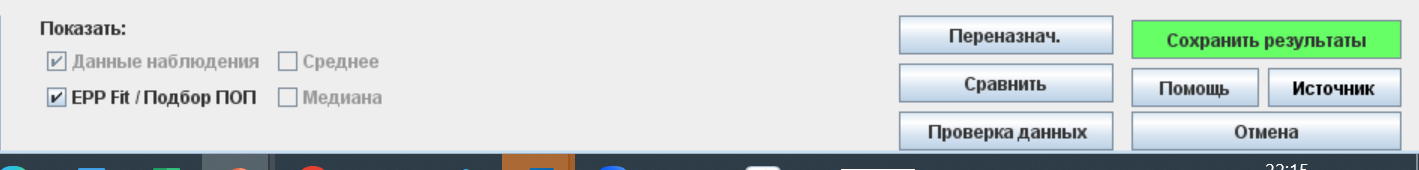 Показать:
Данные наблюдения
Среднее
EPP Fit / Подбор ПОП
Медиана
Переназнач.
Сравнить
Проверка данных
Сохранить результаты
Помощь
Источник
Отмена